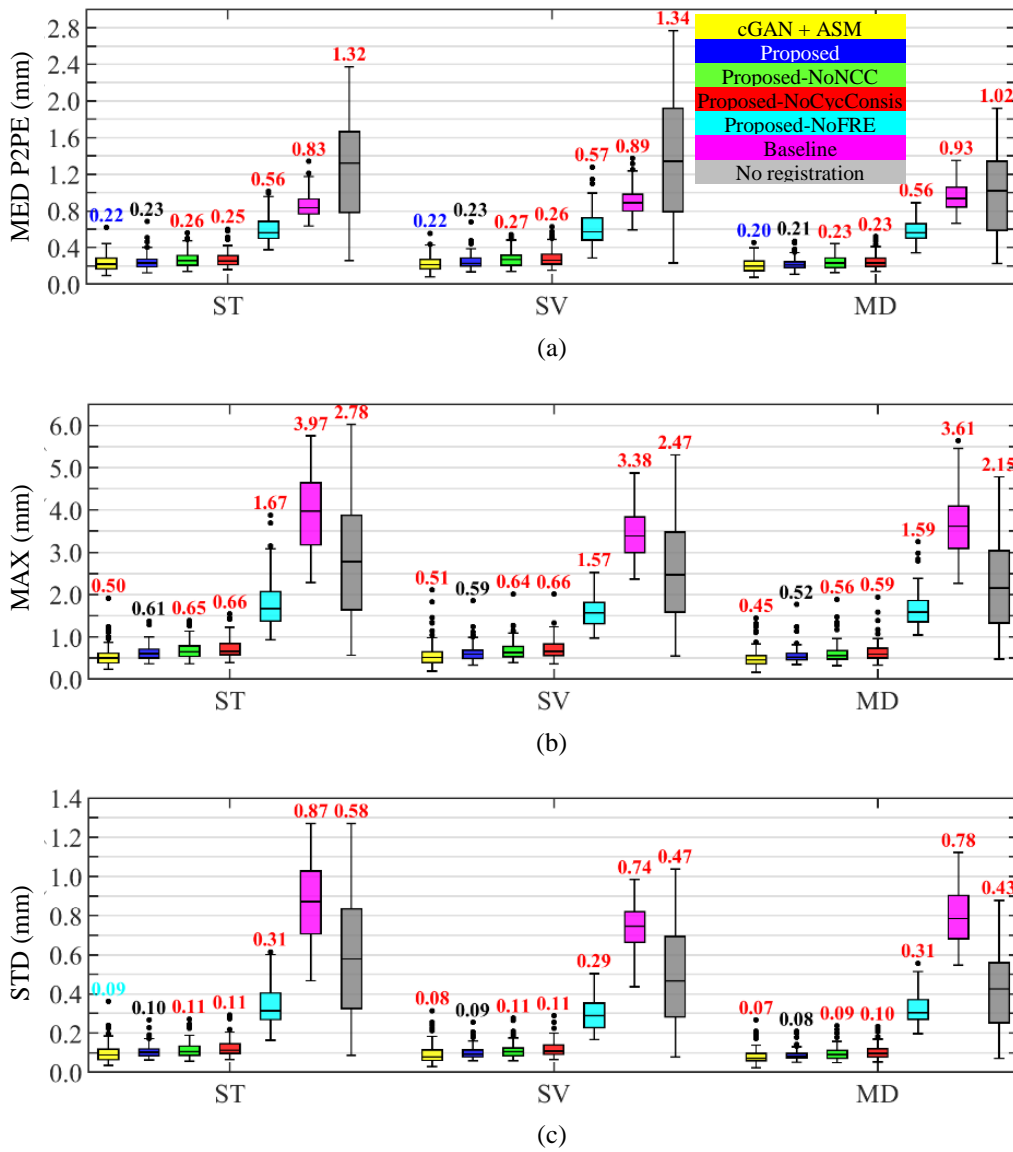 MED P2PE (mm)
2.8
2.4
2.0
1.6
1.2
0.8
0.4
0.0
cGAN + ASM
Proposed
Proposed-NoNCC
Proposed-NoCycConsis
Proposed-NoFRE
Baseline
No registration
0.22 0.23 0.26 0.25 0.56 0.83 1.32
0.22 0.23 0.27 0.26 0.57 0.89 1.34
0.20 0.21 0.23 0.23 0.56 0.93 1.02
ST SV MD
(a)
MAX (mm)
6.0
5.0
4.0
3.0
2.0
1.0
0.0
0.50 0.61 0.65 0.66 1.67 3.97 2.78
0.51 0.59 0.64 0.66 1.57 3.38 2.47
0.45 0.52 0.56 0.59 1.59 3.61 2.15
ST SV MD
(b)
STD (mm)
1.4
1.2
1.0
0.8
0.6
0.4
0.2
0.0
0.09 0.10 0.11 0.11 0.31 0.87 0.58
0.08 0.09 0.11 0.11 0.29 0.74 0.47
0.07 0.08 0.09 0.10 0.31 0.78 0.43
ST SV MD
(c)